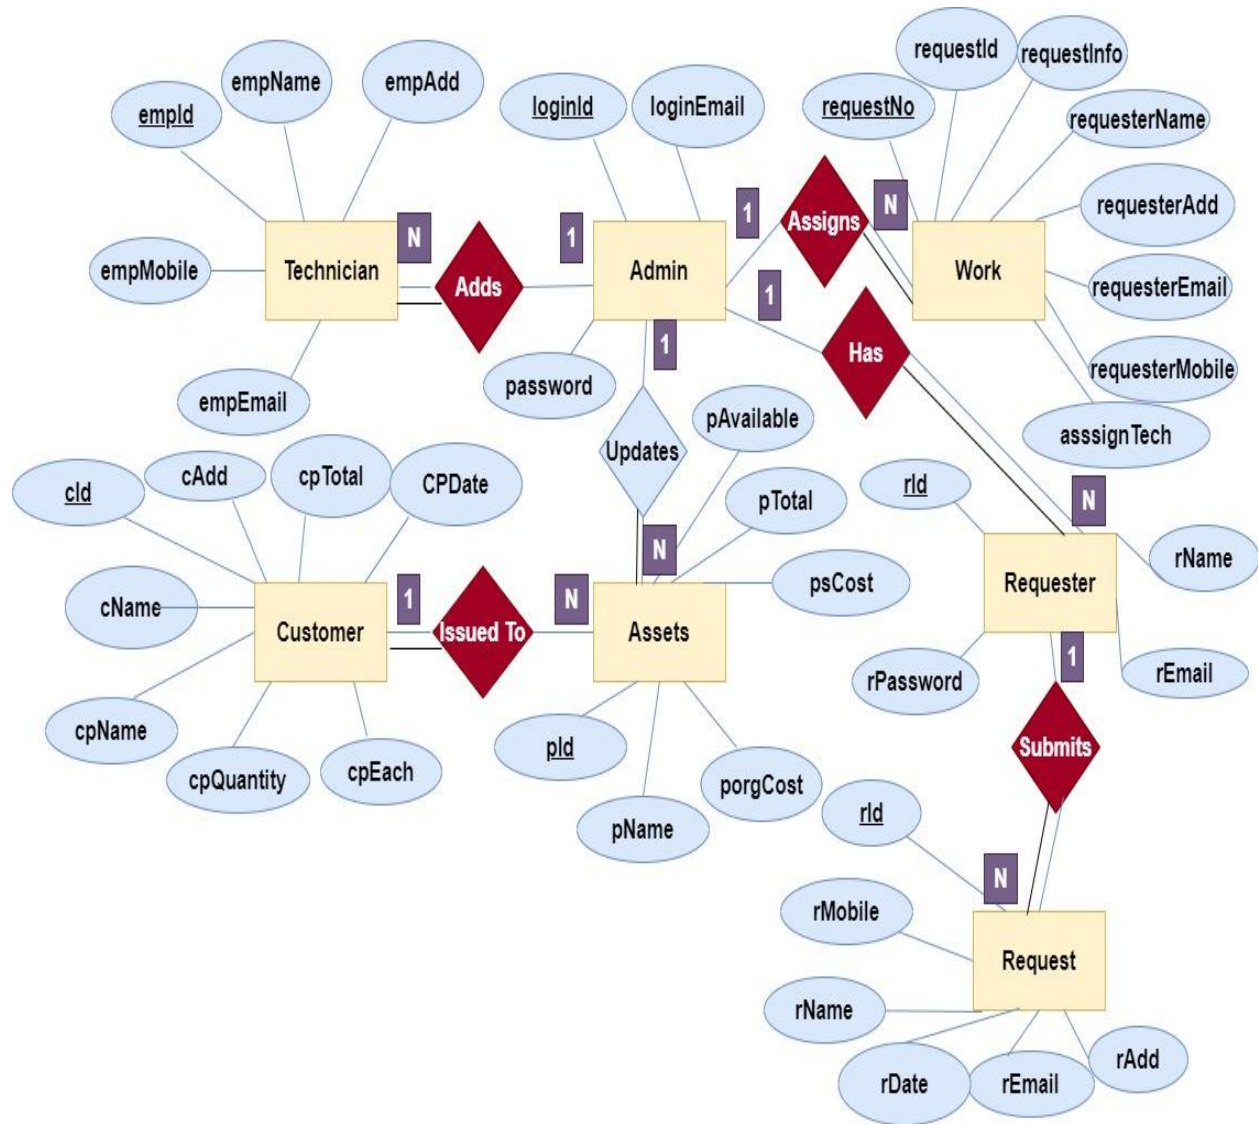 requestId
requestInfo
empName
empAdd
empId
loginId
loginEmail
requestNo
requesterName
requesterAdd
N
1
1
Assigns
N
empMobile
Technician
Adds
Admin
1
Work
requesterEmail
1
Has
password
requesterMobile
empEmail
pAvailable
asssignTech
Updates
cAdd
cpTotal
CPDate
cId
pTotal
rId
N
N
rName
psCost
Requester
cName
1
N
Customer
Issued To
Assets
1
rPassword
rEmail
cpName
pId
Submits
cpQuantity
cpEach
porgCost
pName
rId
N
rMobile
Request
rName
rAdd
rDate
rEmail